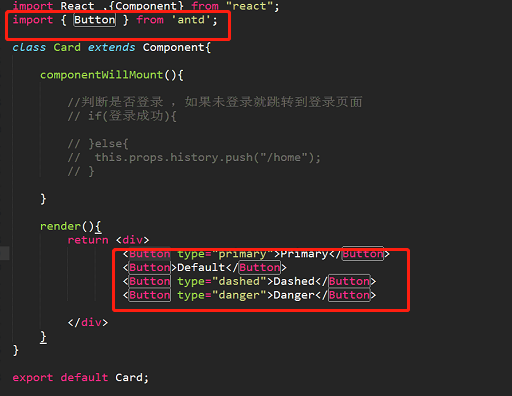 import React ,{Component} from "react";
import { Button } from 'antd';
class Card extends Component{
componentWillMount(){
//判断是否登录 ，如果未登录就跳转到登录页面
// if(登录成功){
// }else{
//  this.props.history.push("/home");
// }
}
render(){
return <div>
<Button type="primary">Primary</Button>
<Button>Default</Button>
<Button type="dashed">Dashed</Button>
<Button type="danger">Danger</Button>
</div>
}
}
export default Card;